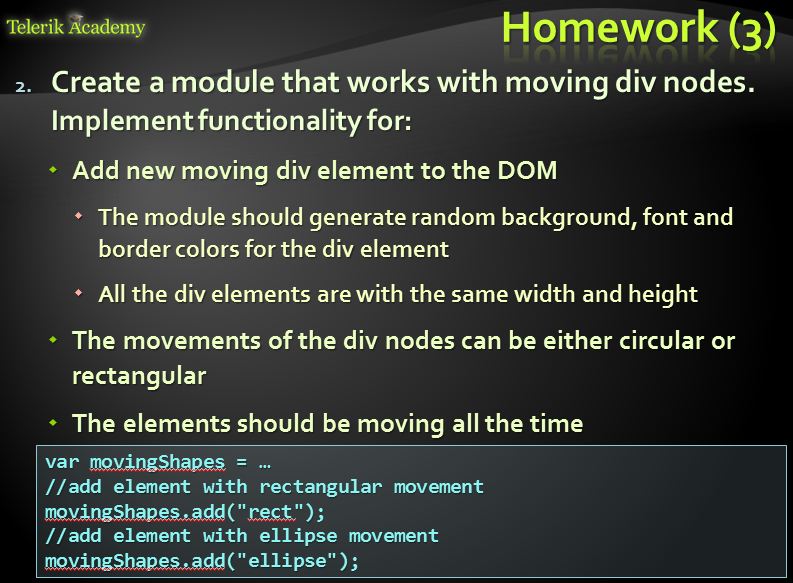 Telerik Academy
Homework (3)
2. Create a module that works with moving div nodes.
Implement functionality for:
Add new moving div element to the DOM
The module should generate random background, font and
border colors for the div element
All the div elements are with the same width and height
The movements of the div nodes can be either circular or
rectangular
The elements should be moving all the time
var movingShapes = …
//add element with rectangular movement
movingShapes.add("rect");
//add element with ellipse movement
movingShapes.add("ellipse");